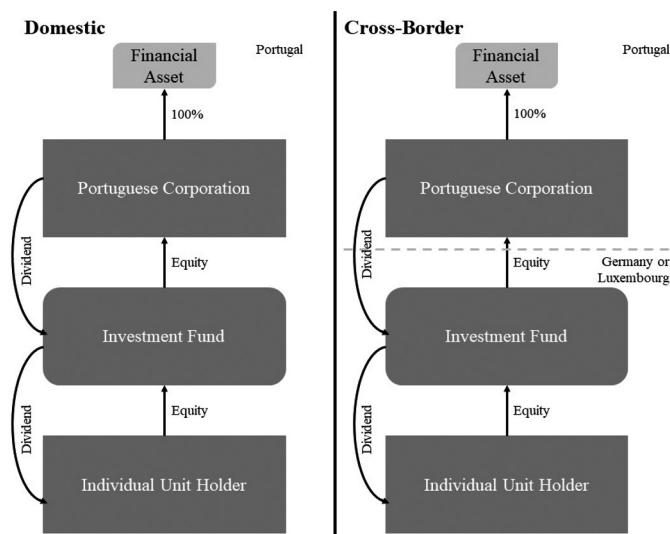 Domestic
Financial
Asset
Portugal
100%
Portuguese Corporation
Dividend
Equity
Investment Fund
Dividend
Equity
Individual Unit Holder
Cross-Border
Financial
Asset
Portugal
100%
Portuguese Corporation
Dividend
Equity
Germany or
Luxembourg
Investment Fund
Dividend
Equity
Individual Unit Holder